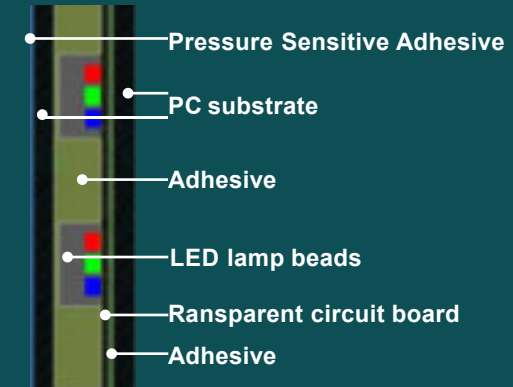 Pressure Sensitive Adhesive
PC substrate
Adhesive
LED lamp beads
Ransparent circuit board
Adhesive